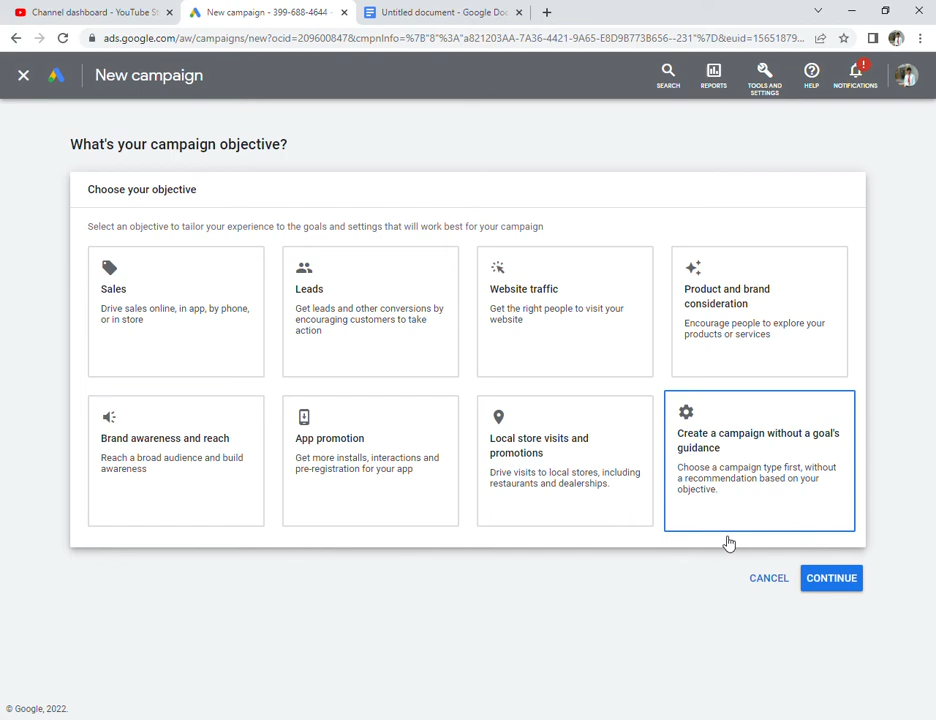 Channel dashboard - YouTube St
New campaign - 399-688-4644 -
Untitled document - Google Doc
ads.google.com/aw/campaigns/new?ocid=209600847&cmpnInfo=%7B"8"%3A"a821203AA-7A36-4421-9A65-E8D9B773B656--231"%7D&euid=15651879...
New campaign
SEARCH
REPORTS
TOOLS AND
SETTINGS
HELP
NOTIFICATIONS
!
What's your campaign objective?
Choose your objective
Select an objective to tailor your experience to the goals and settings that will work best for your campaign
Sales
Drive sales online, in app, by phone,
or in store
Leads
Get leads and other conversions by
encouraging customers to take
action
Website traffic
Get the right people to visit your
website
Product and brand
consideration
Encourage people to explore your
products or services
Brand awareness and reach
Reach a broad audience and build
awareness
App promotion
Get more installs, interactions and
pre-registration for your app
Local store visits and
promotions
Drive visits to local stores, including
restaurants and dealerships.
Create a campaign without a goal's
guidance
Choose a campaign type first, without
a recommendation based on your
objective.
CANCEL
CONTINUE
© Google, 2022.